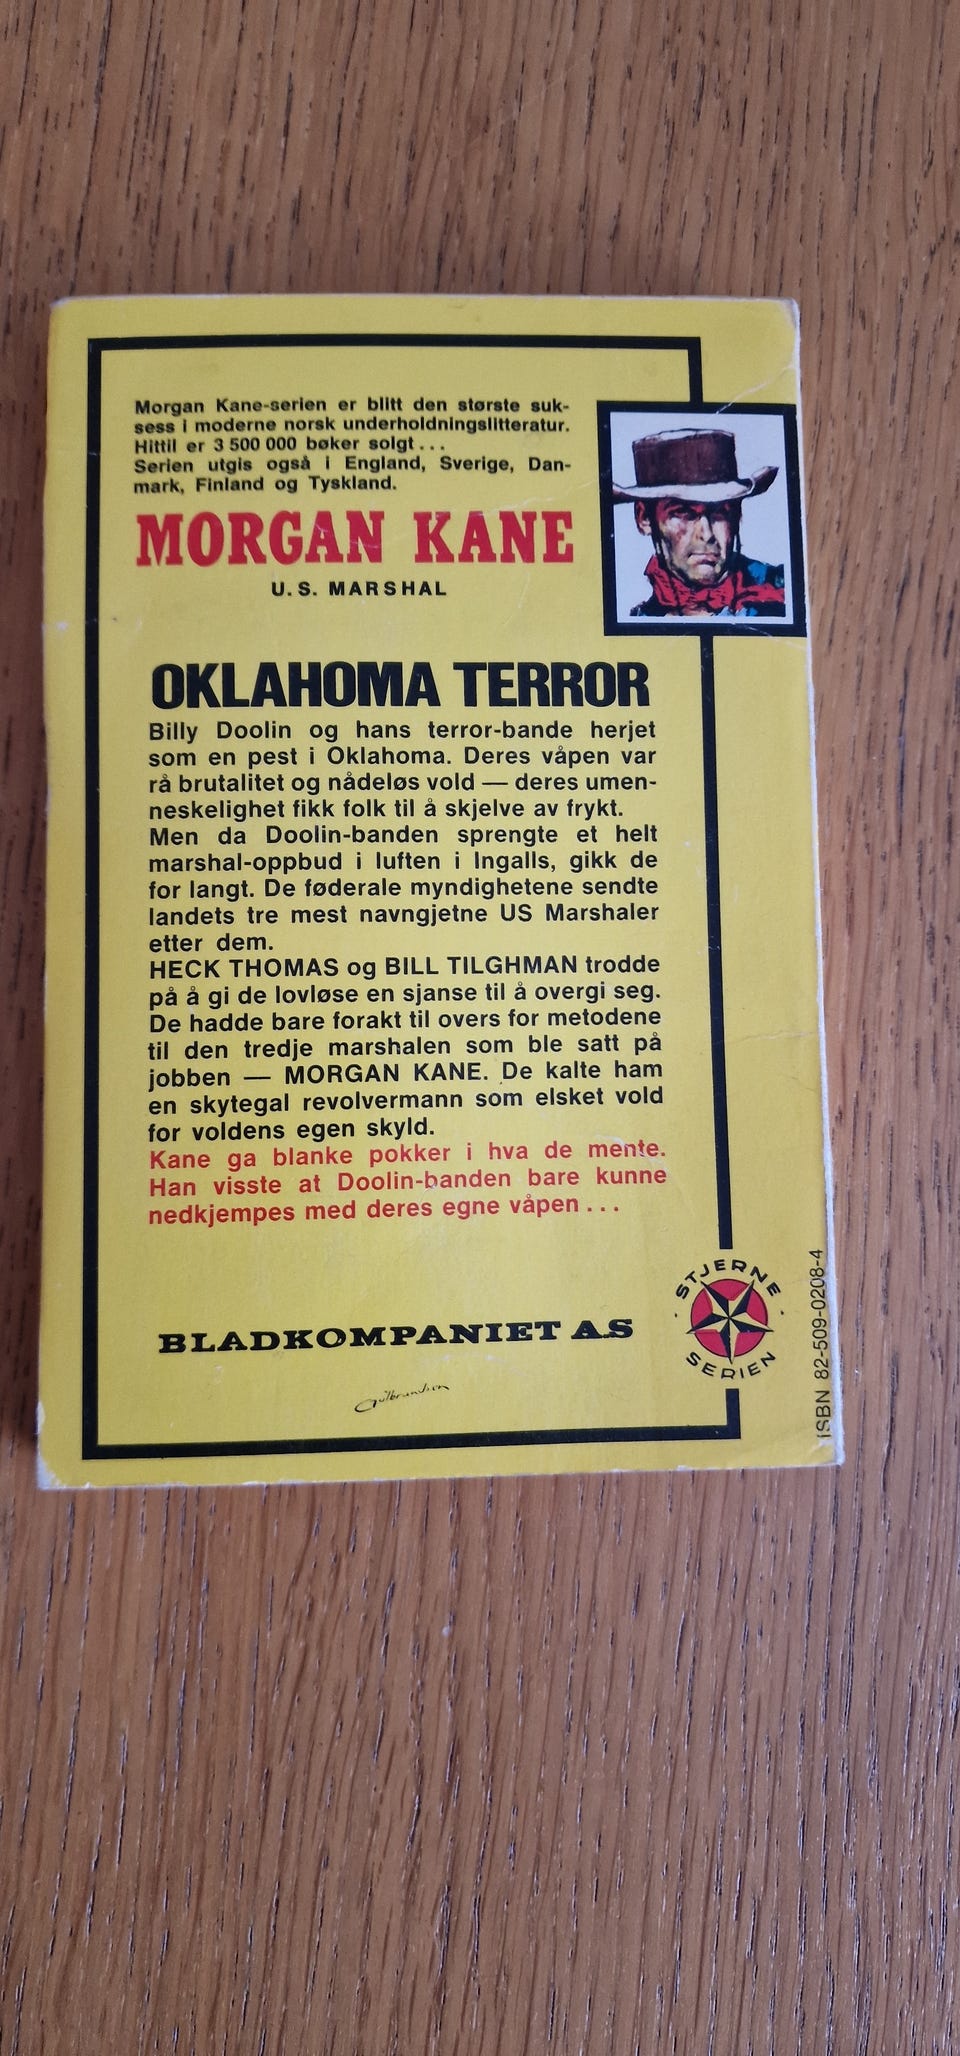 Morgan Kane-serien er blitt den største suk-
sess i moderne norsk underholdningslitteratur.
Hittil er 3 500 000 bøker solgt...
Serien utgis også i England, Sverige, Dan-
mark, Finland og Tyskland.
MORGAN KANE
U.S. MARSHAL
OKLAHOMA TERROR
Billy Doolin og hans terror-bande herjet
som en pest i Oklahoma. Deres våpen var
rå brutalitet og nådeløs vold — deres umen-
neskelighet fikk folk til å skjelve av frykt.
Men da Doolin-banden sprengte et helt
marshal-oppbud i luften i Ingalls, gikk de
for langt. De føderale myndighetene sendte
landets tre mest navngjetne US Marshaler
etter dem.
HECK THOMAS og BILL TILGHMAN trodde
på å gi de lovløse en sjanse til å overgi seg.
De hadde bare forakt til overs for metodene
til den tredje marshalen som ble satt på
jobben — MORGAN KANE. De kalte ham
en skytegal revolvermann som elsket vold
for voldens egen skyld.
Kane ga blanke pokker i hva de mente.
Han visste at Doolin-banden bare kunne
nedkjempes med deres egne våpen...
STJERNE
SERIEN
BLADKOMPANIET A.S
Gulbrandsen
ISBN 82-509-0208-4